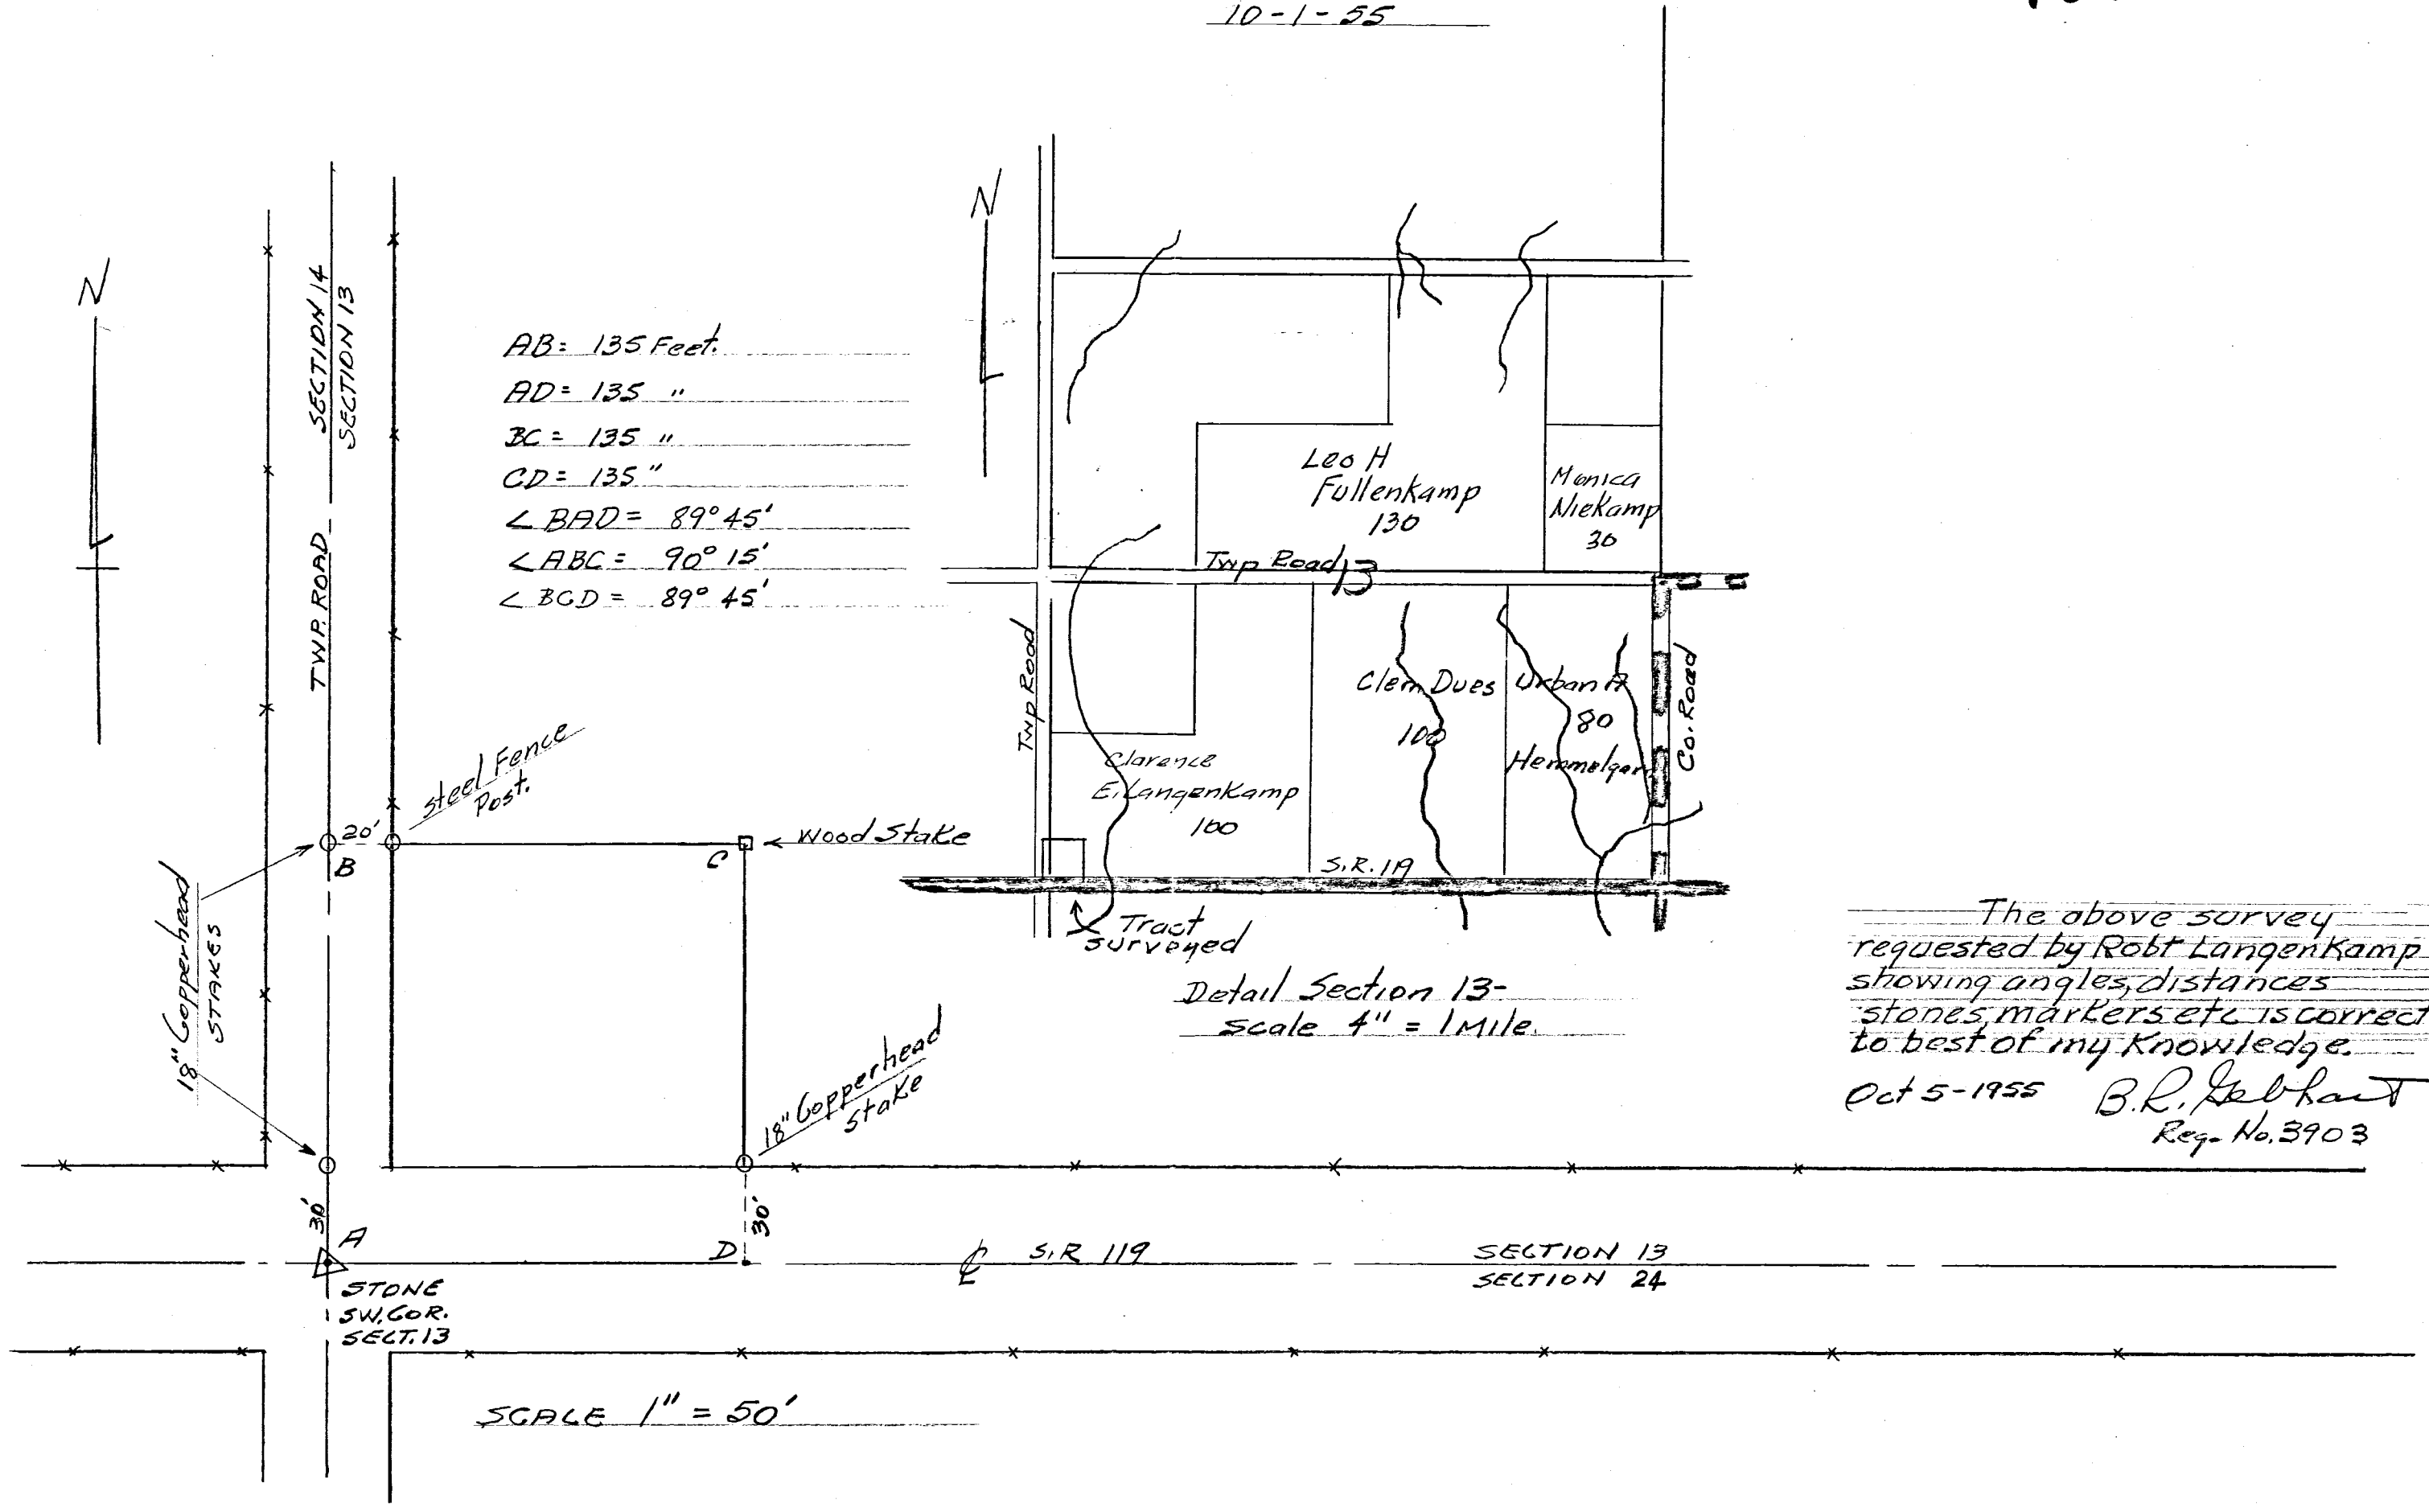 10-1-55
N
SECTION 14
SECTION 13
TWP. ROAD
AB= 135 Feet.
AD= 135 "
BC= 135 "
CD= 135 "
∠BAD= 89°45'
∠ABC= 90°15'
∠BCD= 89°45'
N
Leo H
Fullenkamp
130
Monica
Niekamp
30
Twp Road
13
Twp Road
Clem Dues
100
Urban A
80
Hemmelgarn
Co. Road
Clarence
E. Langenkamp
100
S.R. 119
Tract
surveyed
Detail Section 13-
Scale 4" = 1 Mile.
steel Fence
Post.
20'
B
C
Wood Stake
18" Copperhead
STAKES
18" Copperhead
Stake
30'
A
D
30'
℄ S.R 119
SECTION 13
SECTION 24
STONE
SW. COR.
SECT. 13
SCALE 1" = 50'
The above survey
requested by Robt Langenkamp
showing angles, distances
stones, markers etc is correct
to best of my Knowledge.
Oct 5-1955 B.R. Gebhart
Reg. No. 3903